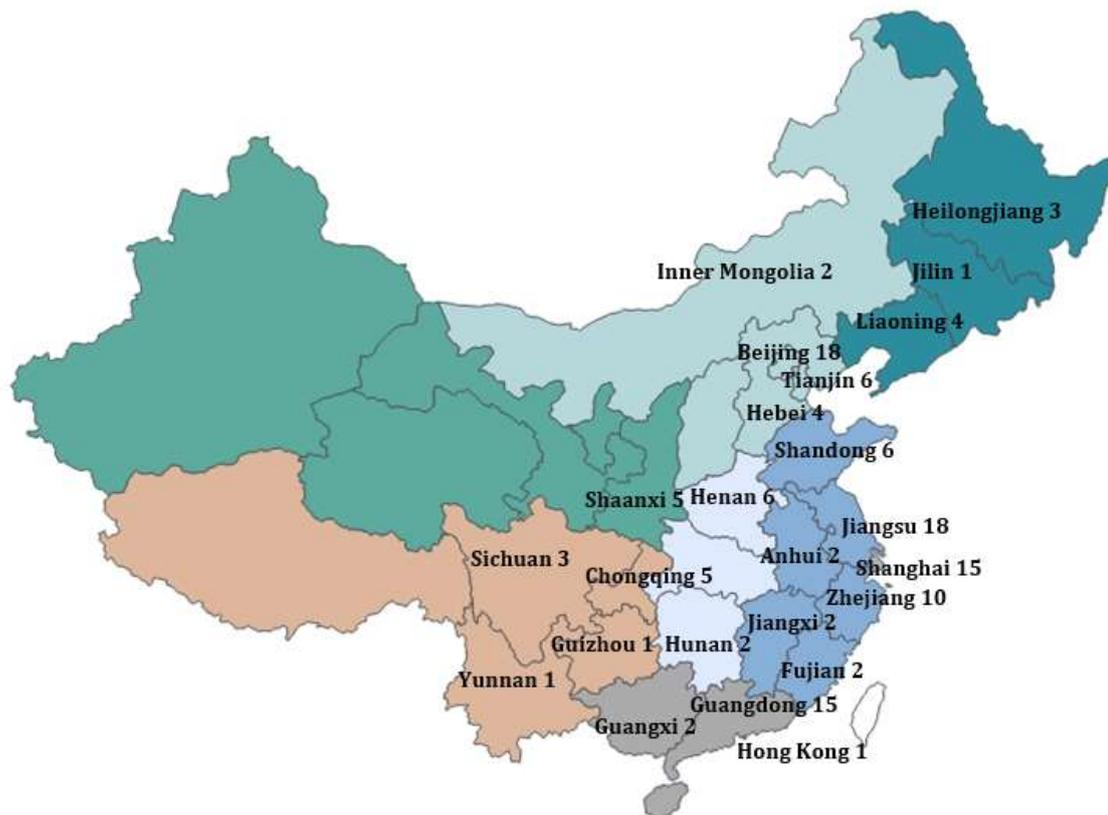 Heilongjiang 3
Inner Mongolia 2
Jilin 1
Liaoning 4
Beijing 18
Tianjin 6
Hebei 4
Shandong 6
Shaanxi 5
Henan 6
Jiangsu 18
Sichuan 3
Anhui 2
Shanghai 15
Chongqing 5
Zhejiang 10
Jiangxi 2
Guizhou 1
Hunan 2
Fujian 2
Yunnan 1
Guangdong 15
Guangxi 2
Hong Kong 1